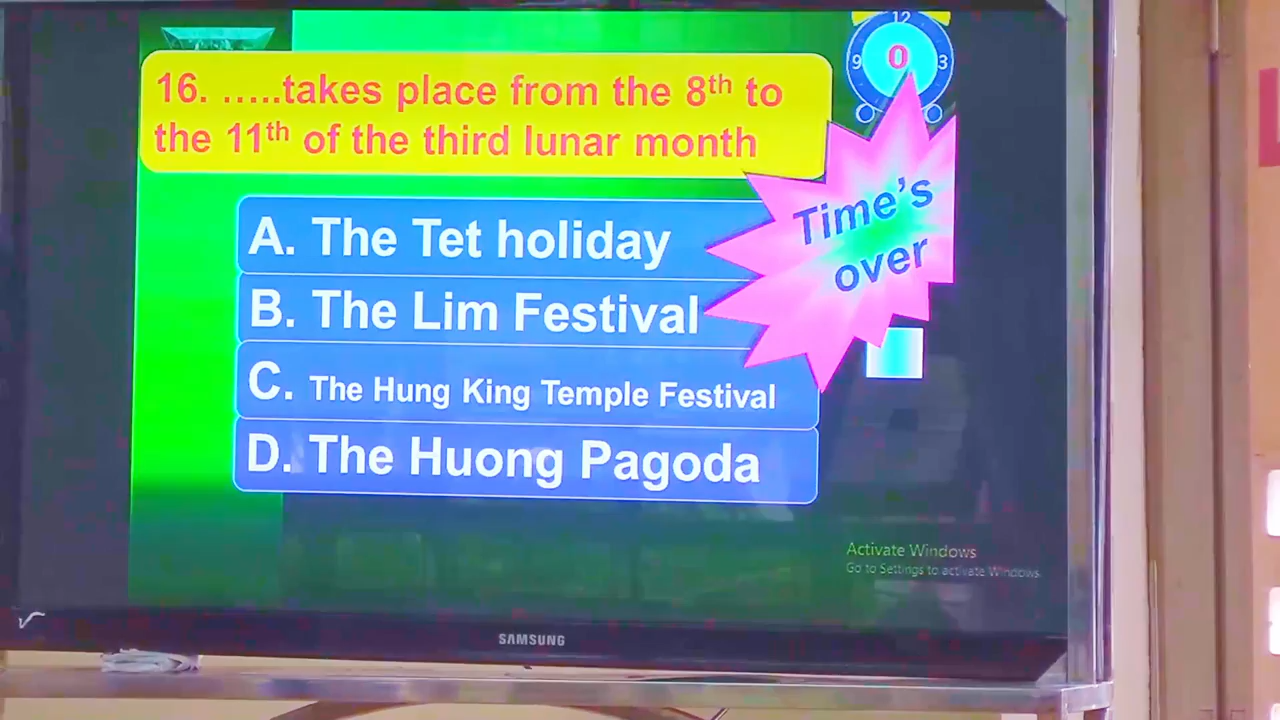 12
9 0 3
16. .....takes place from the 8th to
the 11th of the third lunar month
Time's
over
A. The Tet holiday
B. The Lim Festival
C. The Hung King Temple Festival
D. The Huong Pagoda
Activate Windows
Go to Settings to activate Windows.
SAMSUNG